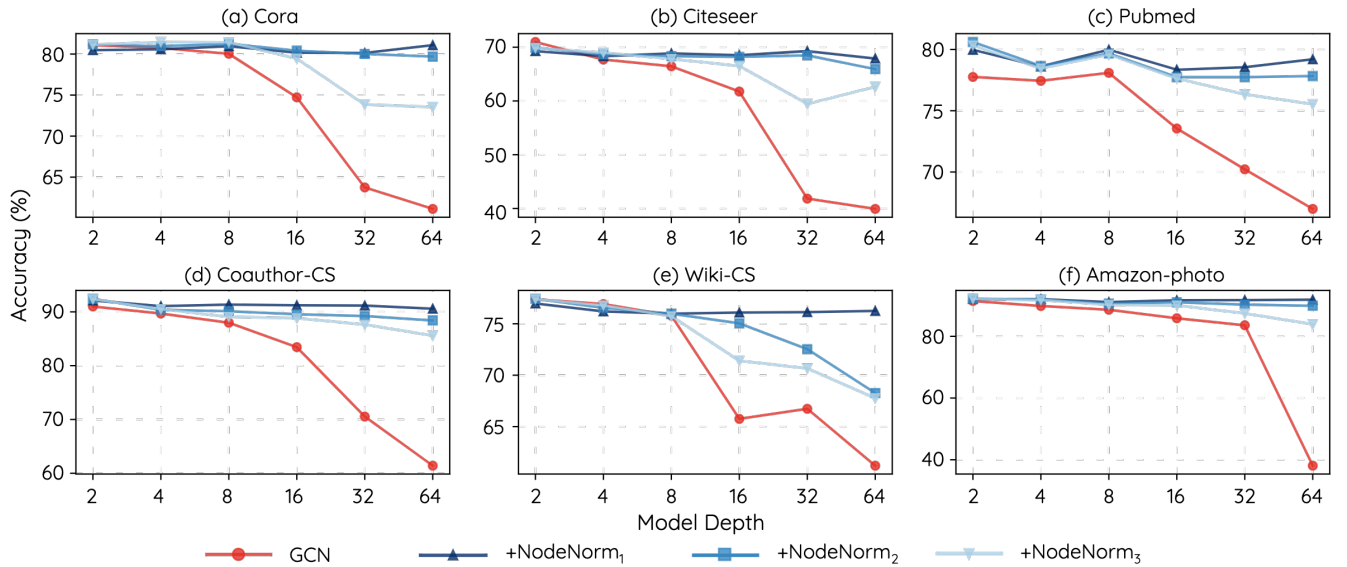 (a) Cora
(b) Citeseer
(c) Pubmed
80
75
70
65
2 4 8 16 32 64
70
60
50
40
2 4 8 16 32 64
80
75
70
2 4 8 16 32 64
Accuracy (%)
(d) Coauthor-CS
(e) Wiki-CS
(f) Amazon-photo
90
80
70
60
2 4 8 16 32 64
75
70
65
2 4 8 16 32 64
80
60
40
2 4 8 16 32 64
Model Depth
GCN +NodeNorm₁ +NodeNorm₂ +NodeNorm₃